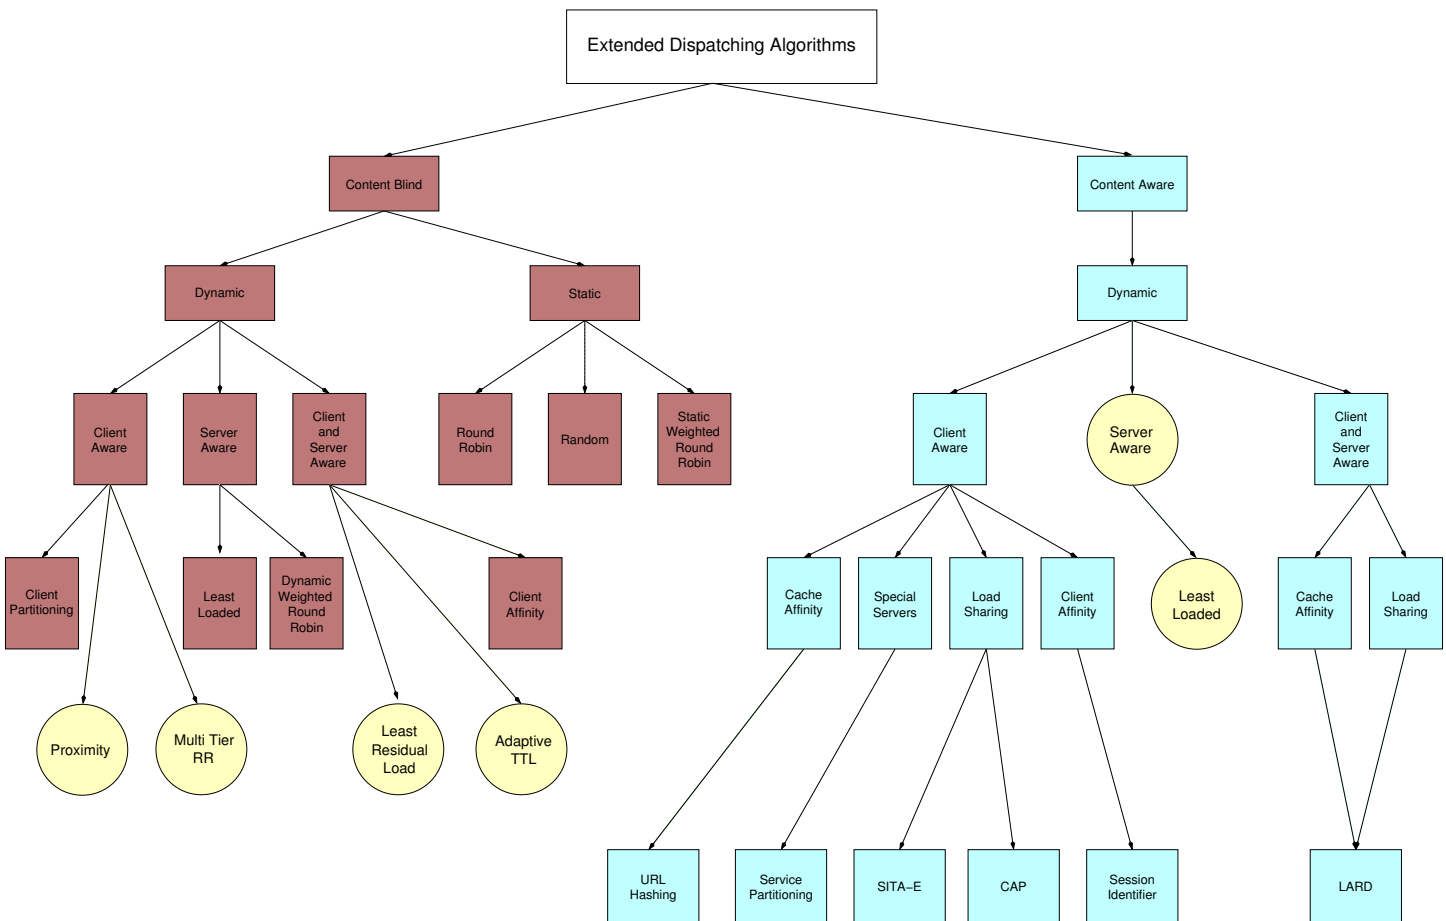 Extended Dispatching Algorithms
Content Blind
Content Aware
Dynamic
Static
Dynamic
Client
Aware
Server
Aware
Client
and
Server
Aware
Round
Robin
Random
Static
Weighted
Round
Robin
Client
Aware
Server
Aware
Client
and
Server
Aware
Client
Partitioning
Least
Loaded
Dynamic
Weighted
Round
Robin
Client
Affinity
Cache
Affinity
Special
Servers
Load
Sharing
Client
Affinity
Least
Loaded
Cache
Affinity
Load
Sharing
Proximity
Multi Tier
RR
Least
Residual
Load
Adaptive
TTL
URL
Hashing
Service
Partitioning
SITA−E
CAP
Session
Identifier
LARD